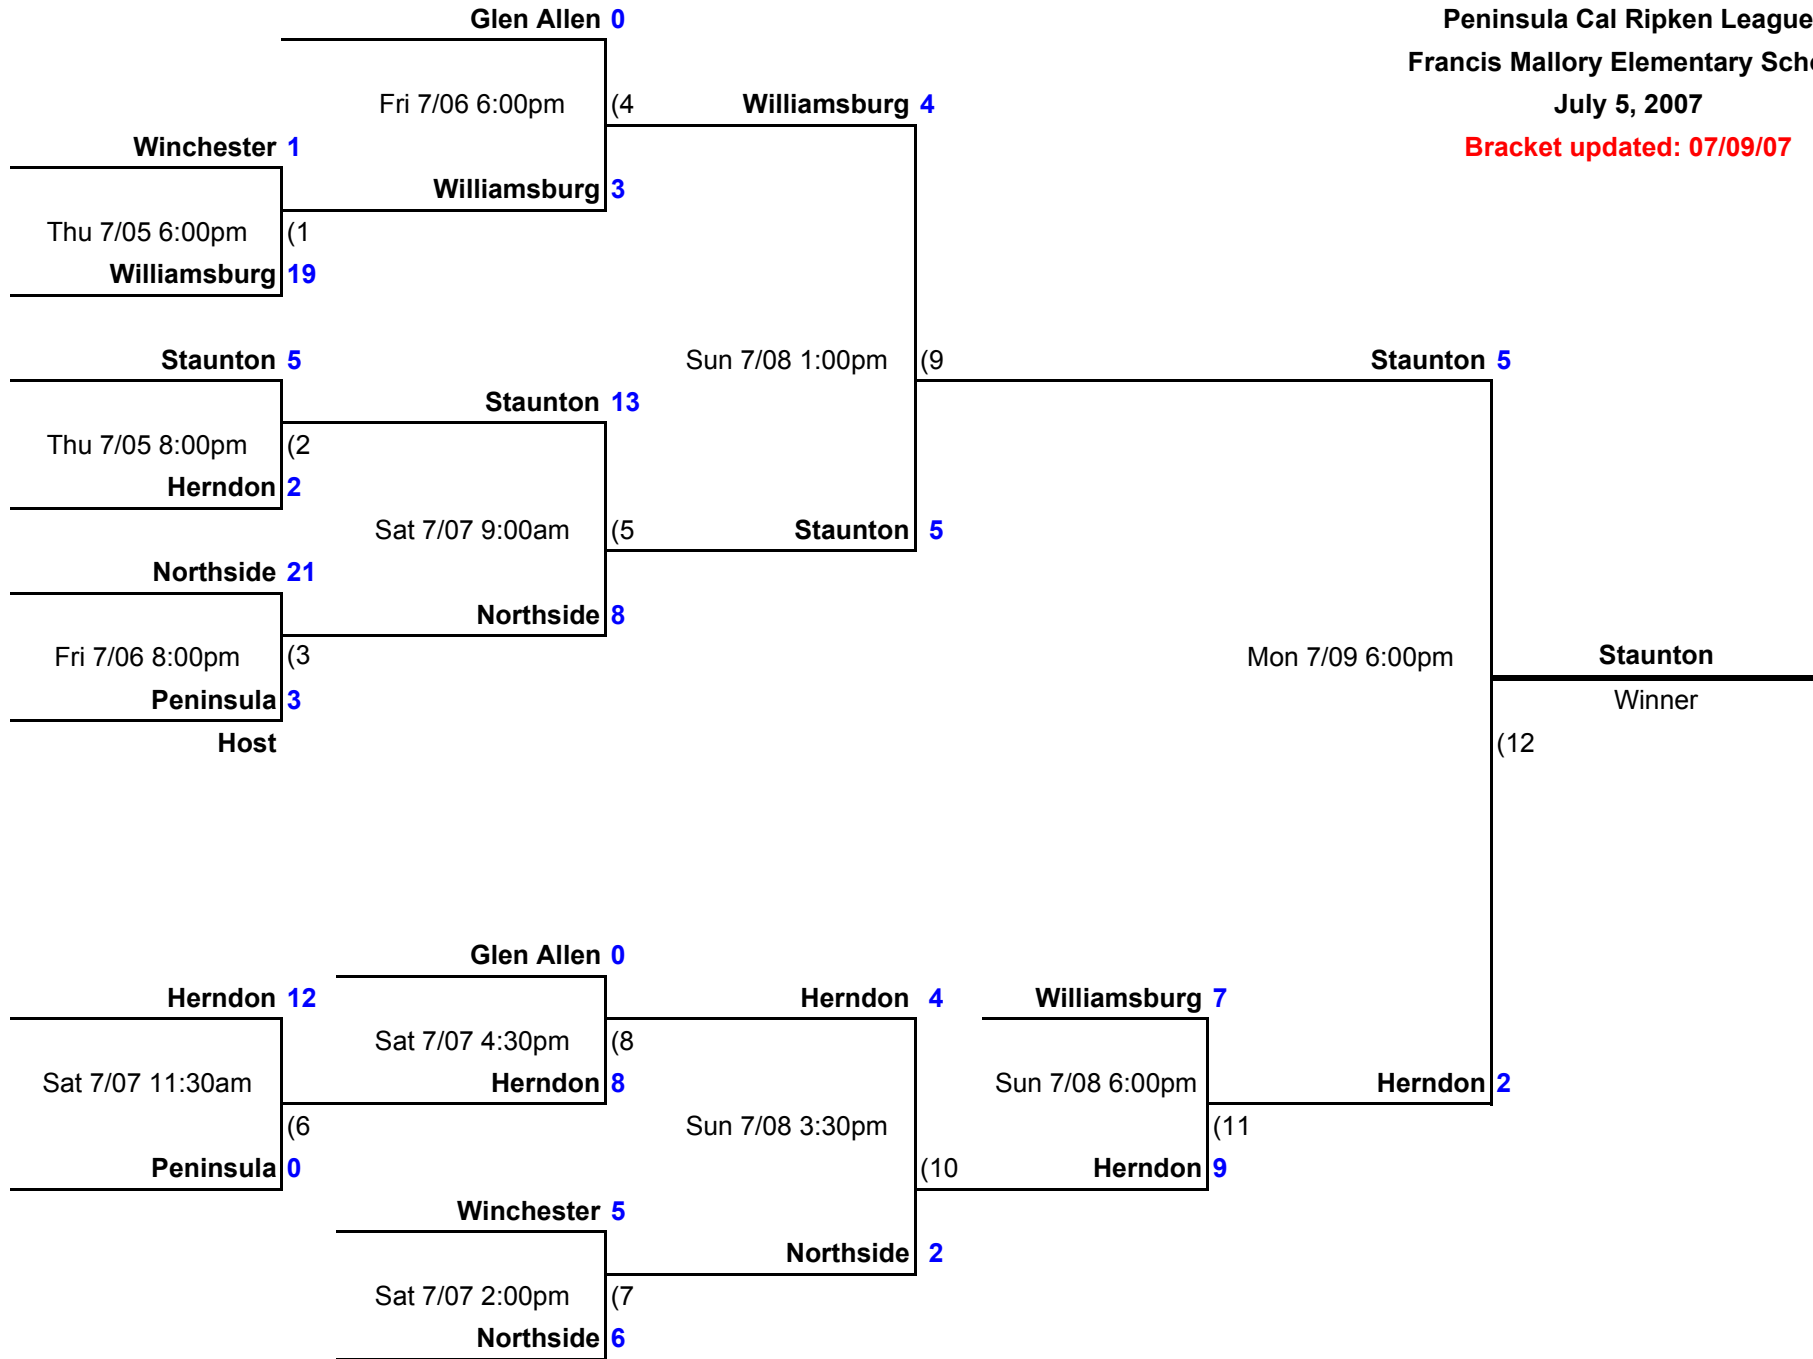 Glen Allen 0
Peninsula Cal Ripken League
Francis Mallory Elementary
Fri 7/06 6:00pm (4 Williamsburg 4
July 5, 2007
Winchester 1
Bracket updated: 07/09/07
Williamsburg 3
Thu 7/05 6:00pm (1
Williamsburg 19
Staunton 5
Sun 7/08 1:00pm (9
Staunton 5
Staunton 13
Thu 7/05 8:00pm (2
Herndon 2
Sat 7/07 9:00am (5
Staunton 5
Northside 21
Northside 8
Fri 7/06 8:00pm (3
Mon 7/09 6:00pm
Staunton
Peninsula 3
Winner
Host
(12
Glen Allen 0
Herndon 12
Herndon 4
Williamsburg 7
Sat 7/07 4:30pm (8
Sat 7/07 11:30am
Herndon 8
Sun 7/08 6:00pm
Herndon 2
(6
Sun 7/08 3:30pm
(11
Peninsula 0
(10
Herndon 9
Winchester 5
Northside 2
Sat 7/07 2:00pm (7
Northside 6